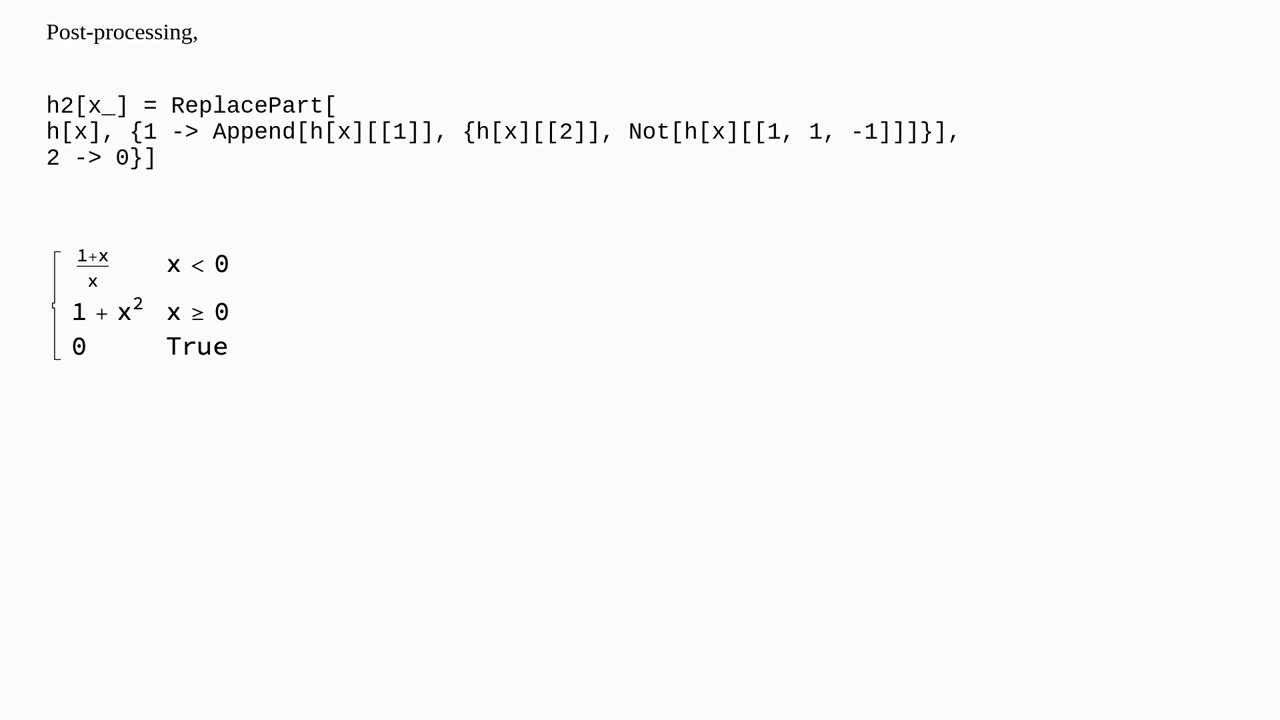 Post-processing,
h2[x_] = ReplacePart[
h[x], {1 -> Append[h[x][[1]], {h[x][[2]], Not[h[x][[1, 1, -1]]]}],
2 -> 0}]
1+x
x
x < 0
1 + x² x ≥ 0
0 True